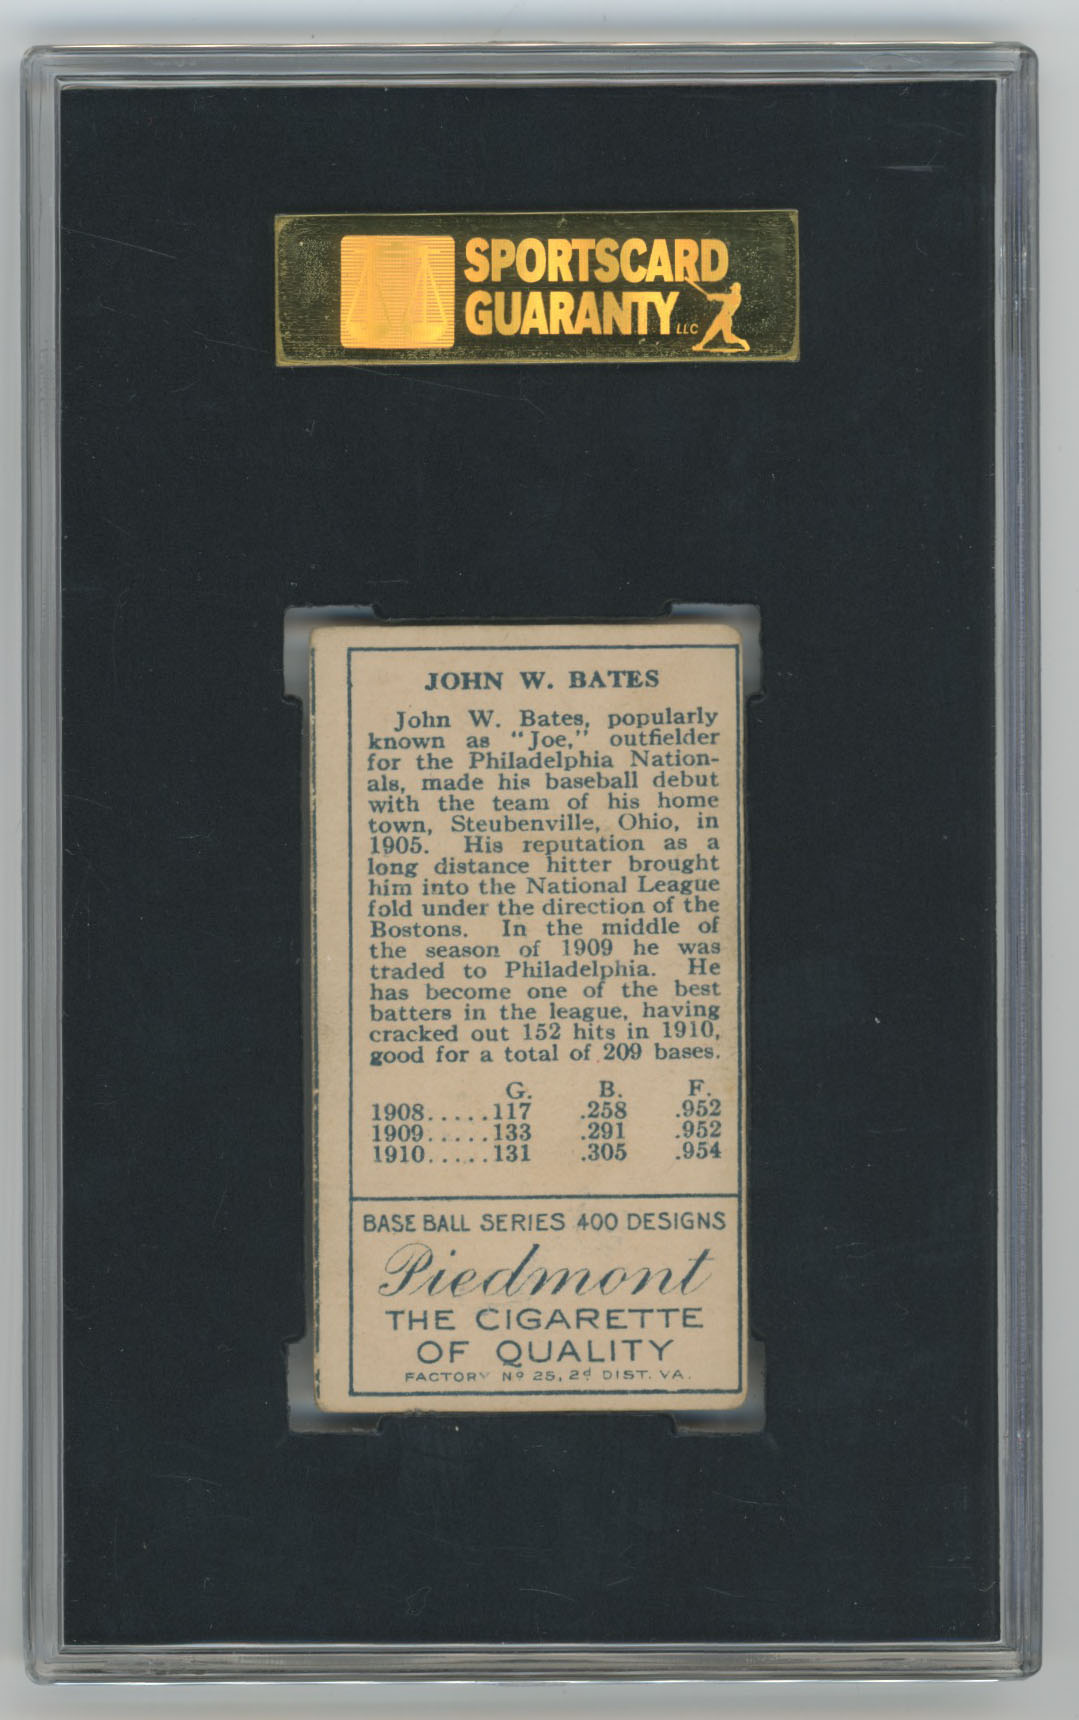 SPORTSCARD
GUARANTY LLC
JOHN W. BATES
John W. Bates, popularly
known as "Joe," outfielder
for the Philadelphia Nation-
als, made his baseball debut
with the team of his home
town, Steubenville, Ohio, in
1905. His reputation as a
long distance hitter brought
him into the National League
fold under the direction of the
Bostons. In the middle of
the season of 1909 he was
traded to Philadelphia. He
has become one of the best
batters in the league, having
cracked out 152 hits in 1910,
good for a total of 209 bases.
G. B. F.
1908.....117 .258 .952
1909.....133 .291 .952
1910.....131 .305 .954
BASE BALL SERIES 400 DESIGNS
Piedmont
THE CIGARETTE
OF QUALITY
FACTORY Nº 25, 2d DIST. VA.